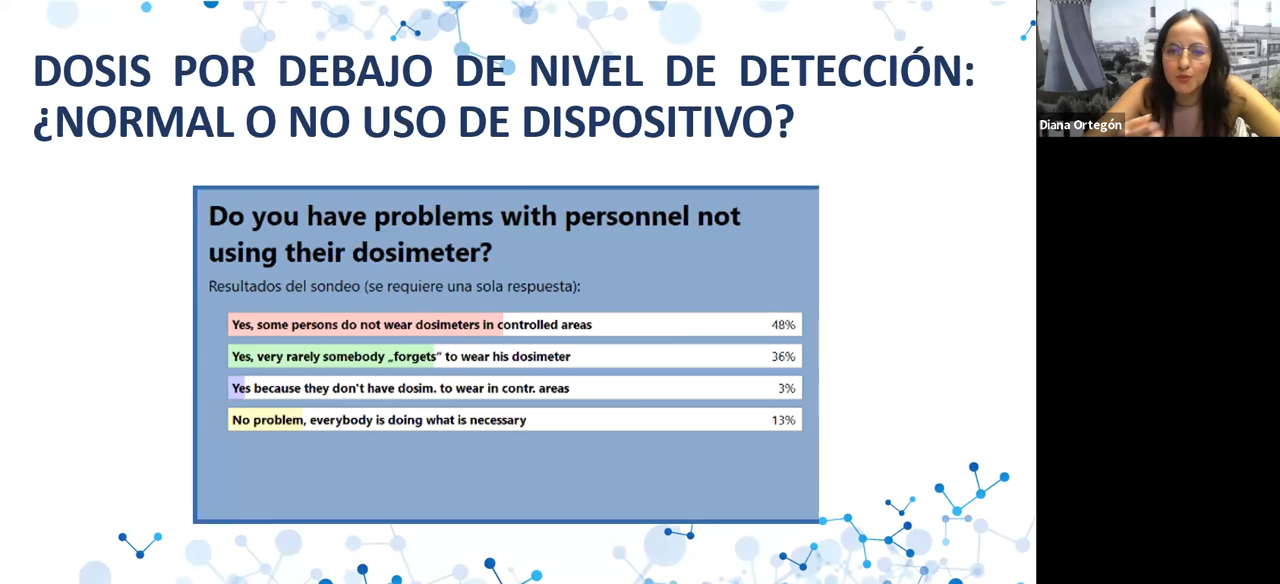 DOSIS POR DEBAJO DE NIVEL DE DETECCIÓN:
¿NORMAL O NO USO DE DISPOSITIVO?
Do you have problems with personnel not
using their dosimeter?
Resultados del sondeo (se requiere una sola respuesta):
Yes, some persons do not wear dosimeters in controlled areas 48%
Yes, very rarely somebody „forgets“ to wear his dosimeter 36%
Yes because they don't have dosim. to wear in contr. areas 3%
No problem, everybody is doing what is necessary 13%
Diana Ortegón